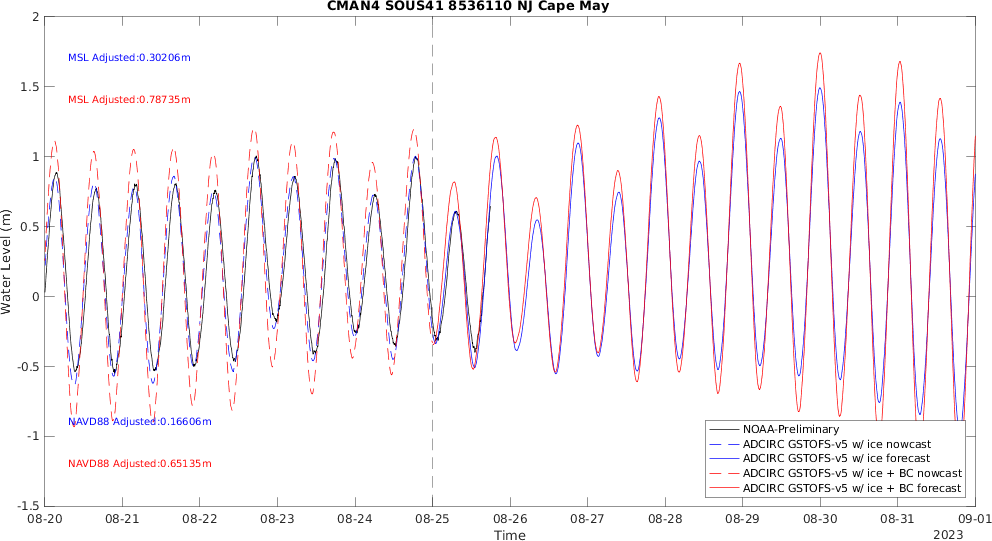 CMAN4 SOUS41 8536110 NJ Cape May
2
1.5
1
0.5
0
-0.5
-1
-1.5
Water Level (m)
MSL Adjusted:0.30206m
MSL Adjusted:0.78735m
NAVD88 Adjusted:0.16606m
NAVD88 Adjusted:0.65135m
NOAA-Preliminary
ADCIRC GSTOFS-v5 w/ ice nowcast
ADCIRC GSTOFS-v5 w/ ice forecast
ADCIRC GSTOFS-v5 w/ ice + BC nowcast
ADCIRC GSTOFS-v5 w/ ice + BC forecast
08-20 08-21 08-22 08-23 08-24 08-25 08-26 08-27 08-28 08-29 08-30 08-31 09-01
Time
2023